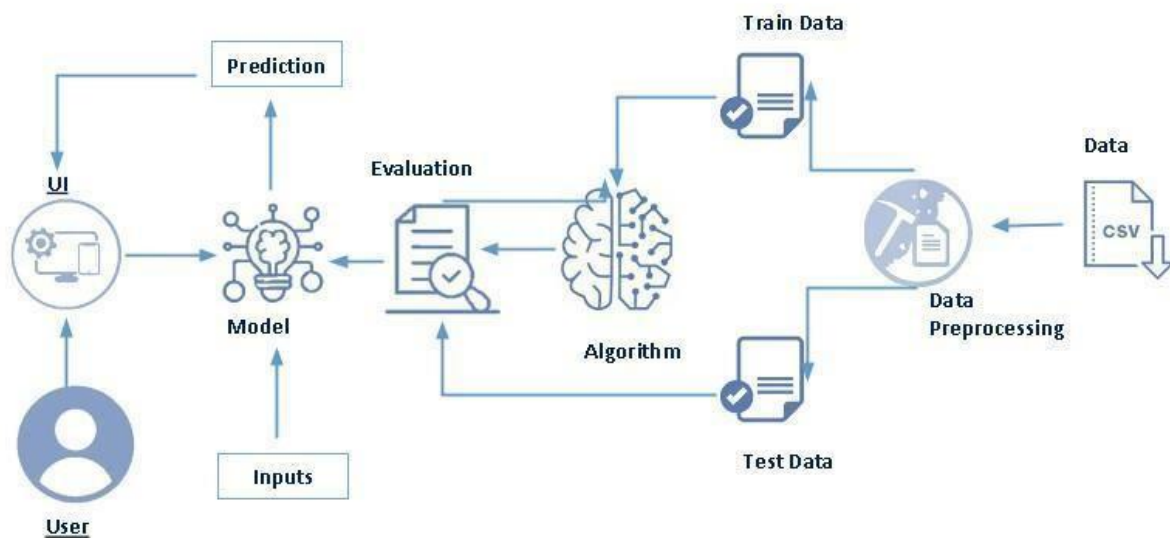 Train Data
Prediction
Data
Evaluation
UI
CSV
Model
Data
Preprocessing
Algorithm
Test Data
Inputs
User